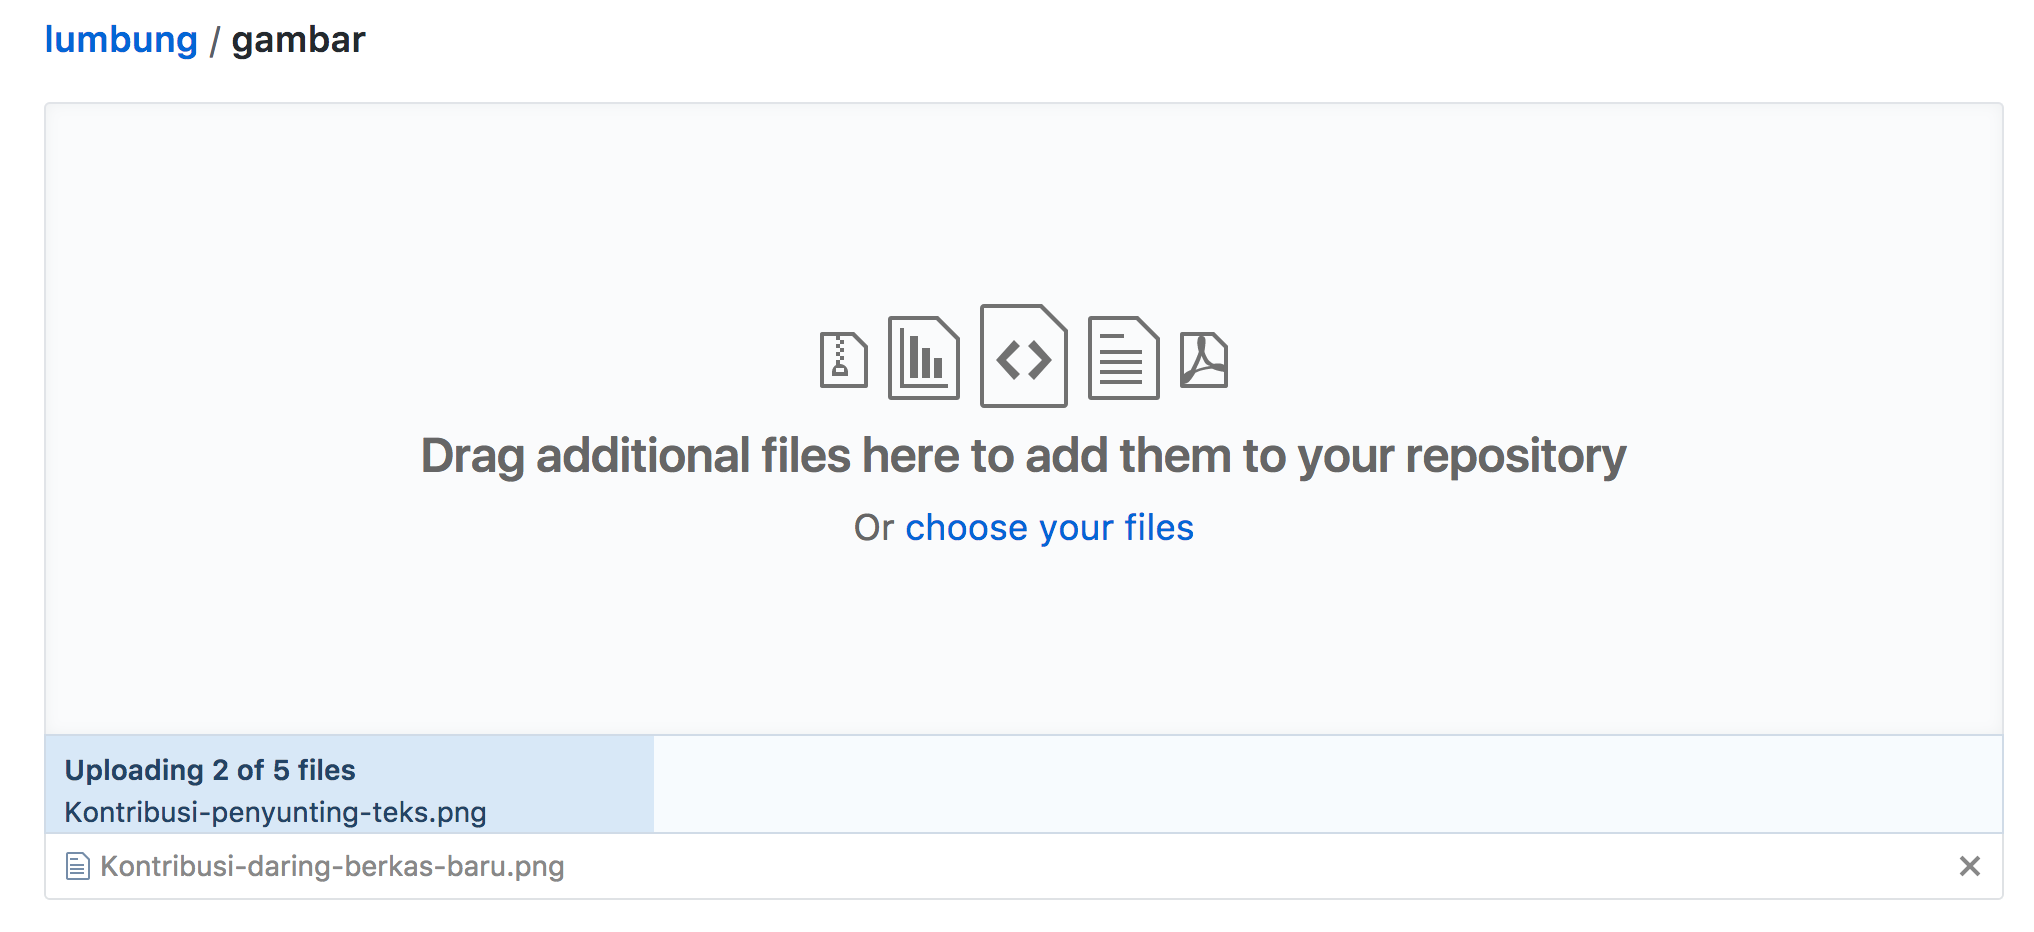 lumbung / gambar
Drag additional files here to add them to your repository
Or choose your files
Uploading 2 of 5 files
Kontribusi-penyunting-teks.png
Kontribusi-daring-berkas-baru.png